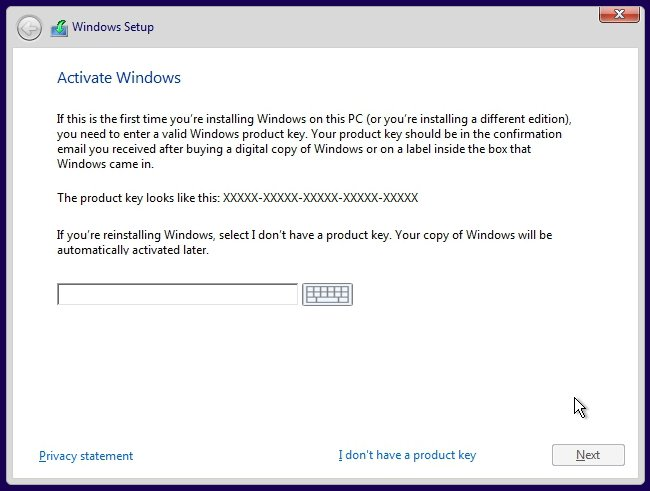 Windows Setup
Activate Windows
If this is the first time you're installing Windows on this PC (or you're installing a different edition),
you need to enter a valid Windows product key. Your product key should be in the confirmation
email you received after buying a digital copy of Windows or on a label inside the box that
Windows came in.
The product key looks like this: XXXXX-XXXXX-XXXXX-XXXXX-XXXXX
If you're reinstalling Windows, select I don't have a product key. Your copy of Windows will be
automatically activated later.
Privacy statement
I don't have a product key
Next